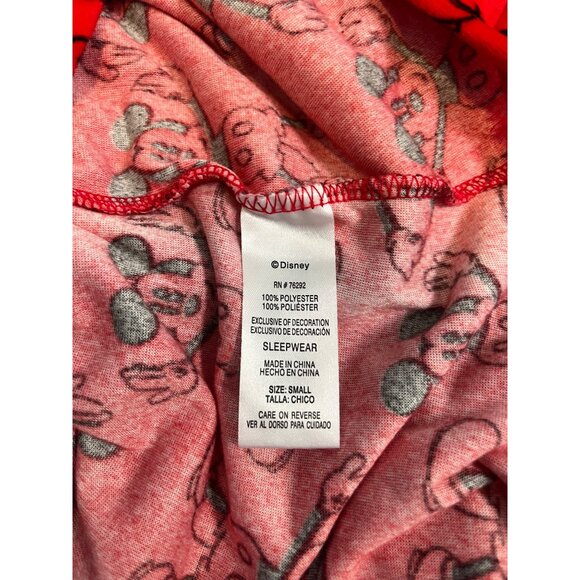 ©Disney
RN # 76292
100% POLYESTER
100% POLIÉSTER
EXCLUSIVE OF DECORATION
EXCLUSIVO DE DECORACIÓN
SLEEPWEAR
MADE IN CHINA
HECHO EN CHINA
SIZE: SMALL
TALLA: CHICO
CARE ON REVERSE
VER AL DORSO PARA CUIDADO